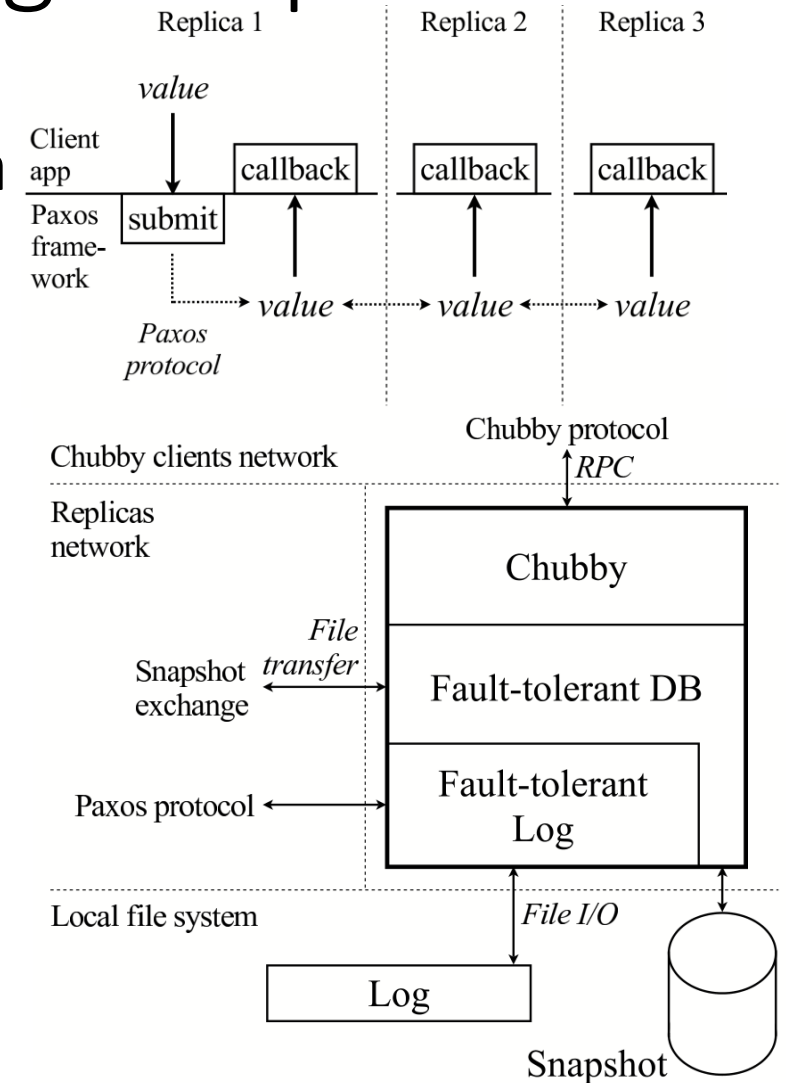 Replica 1
Replica 2
Replica 3
value
Client
app
callback
callback
callback
Paxos
frame-
work
submit
value
value
value
Paxos
protocol
Chubby protocol
Chubby clients network
RPC
Replicas
network
Chubby
File
transfer
Snapshot
exchange
Fault-tolerant DB
Paxos protocol
Fault-tolerant
Log
Local file system
File I/O
Log
Snapshot